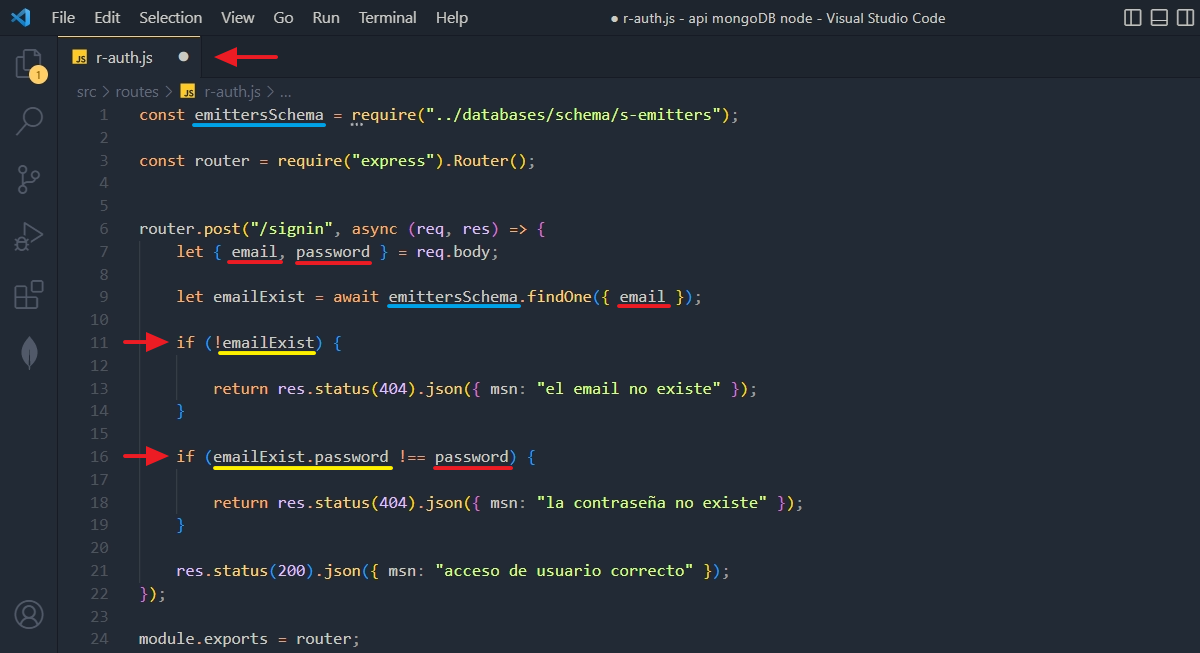 File Edit Selection View Go Run Terminal Help ● r-auth.js - api mongoDB node - Visual Studio Code
JS r-auth.js ●
1
src > routes > JS r-auth.js > ...
1 const emittersSchema = require("../databases/schema/s-emitters");
2
3 const router = require("express").Router();
4
5
6 router.post("/signin", async (req, res) => {
7 let { email, password } = req.body;
8
9 let emailExist = await emittersSchema.findOne({ email });
10
11 if (!emailExist) {
12
13 return res.status(404).json({ msn: "el email no existe" });
14 }
15
16 if (emailExist.password !== password) {
17
18 return res.status(404).json({ msn: "la contraseña no existe" });
19 }
20
21 res.status(200).json({ msn: "acceso de usuario correcto" });
22 });
23
24 module.exports = router;